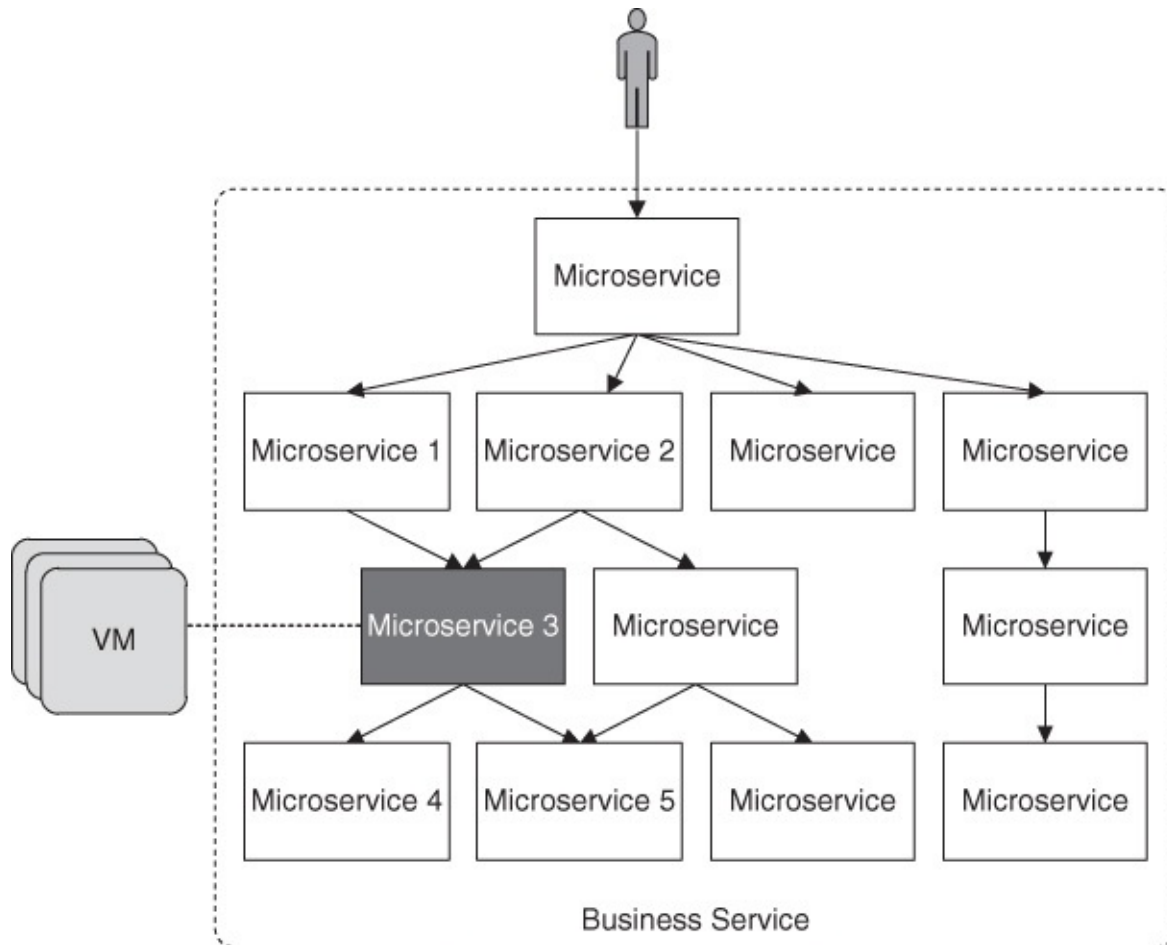 Microservice
Microservice 1
Microservice 2
Microservice
Microservice
VM
Microservice 3
Microservice
Microservice
Microservice 4
Microservice 5
Microservice
Microservice
Business Service